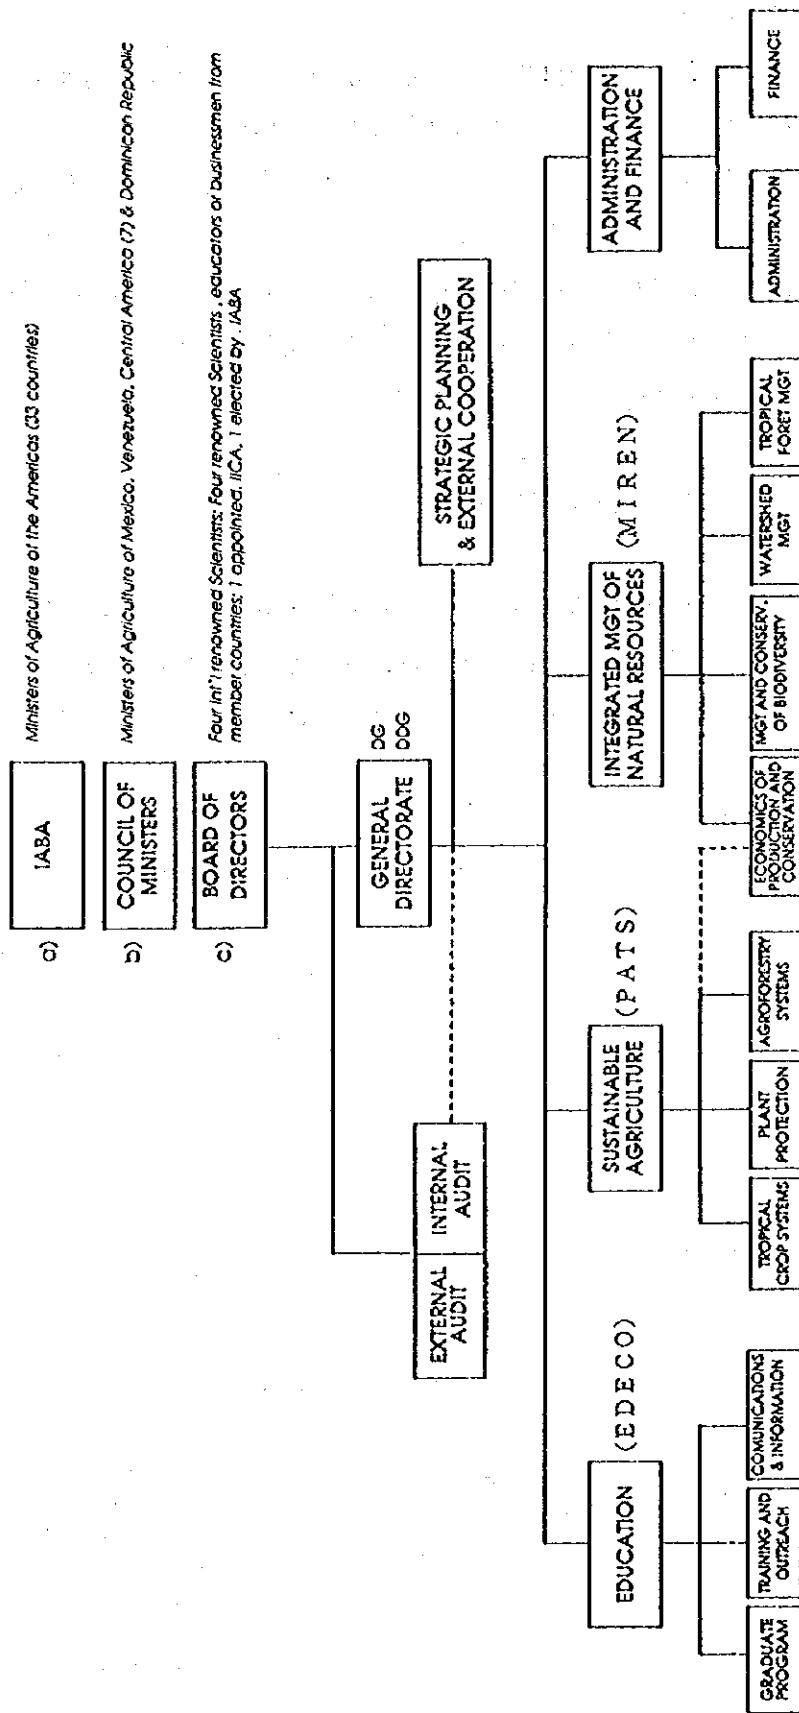 a)
IABA
Ministers of Agriculture of the Americas (33 countries)
b)
COUNCIL OF
MINISTERS
Ministers of Agriculture of Mexico, Venezuela, Central America (7) & Dominican Republic
c)
BOARD OF
DIRECTORS
Four Int'l renowned Scientists; Four renowned Scientists, educators or businessmen from
member countries; 1 appointed, IICA, 1 elected by . IABA
GENERAL
DIRECTORATE
DG
DDG
EXTERNAL
AUDIT
INTERNAL
AUDIT
STRATEGIC PLANNING
& EXTERNAL COOPERATION
EDUCATION
(EDECO)
SUSTAINABLE
AGRICULTURE
(PATS)
INTEGRATED MGT OF
NATURAL RESOURCES
(MIREN)
ADMINISTRATION
AND FINANCE
GRADUATE
PROGRAM
TRAINING AND
OUTREACH
COMUNICATIONS
& INFORMATION
TROPICAL
CROP SYSTEMS
PLANT
PROTECTION
AGROFORESTRY
SYSTEMS
ECONOMICS OF
PRODUCTION AND
CONSERVATION
MGT AND CONSERV.
OF BIODIVERSITY
WATERSHED
MGT
TROPICAL
FORET MGT
ADMINISTRATION
FINANCE